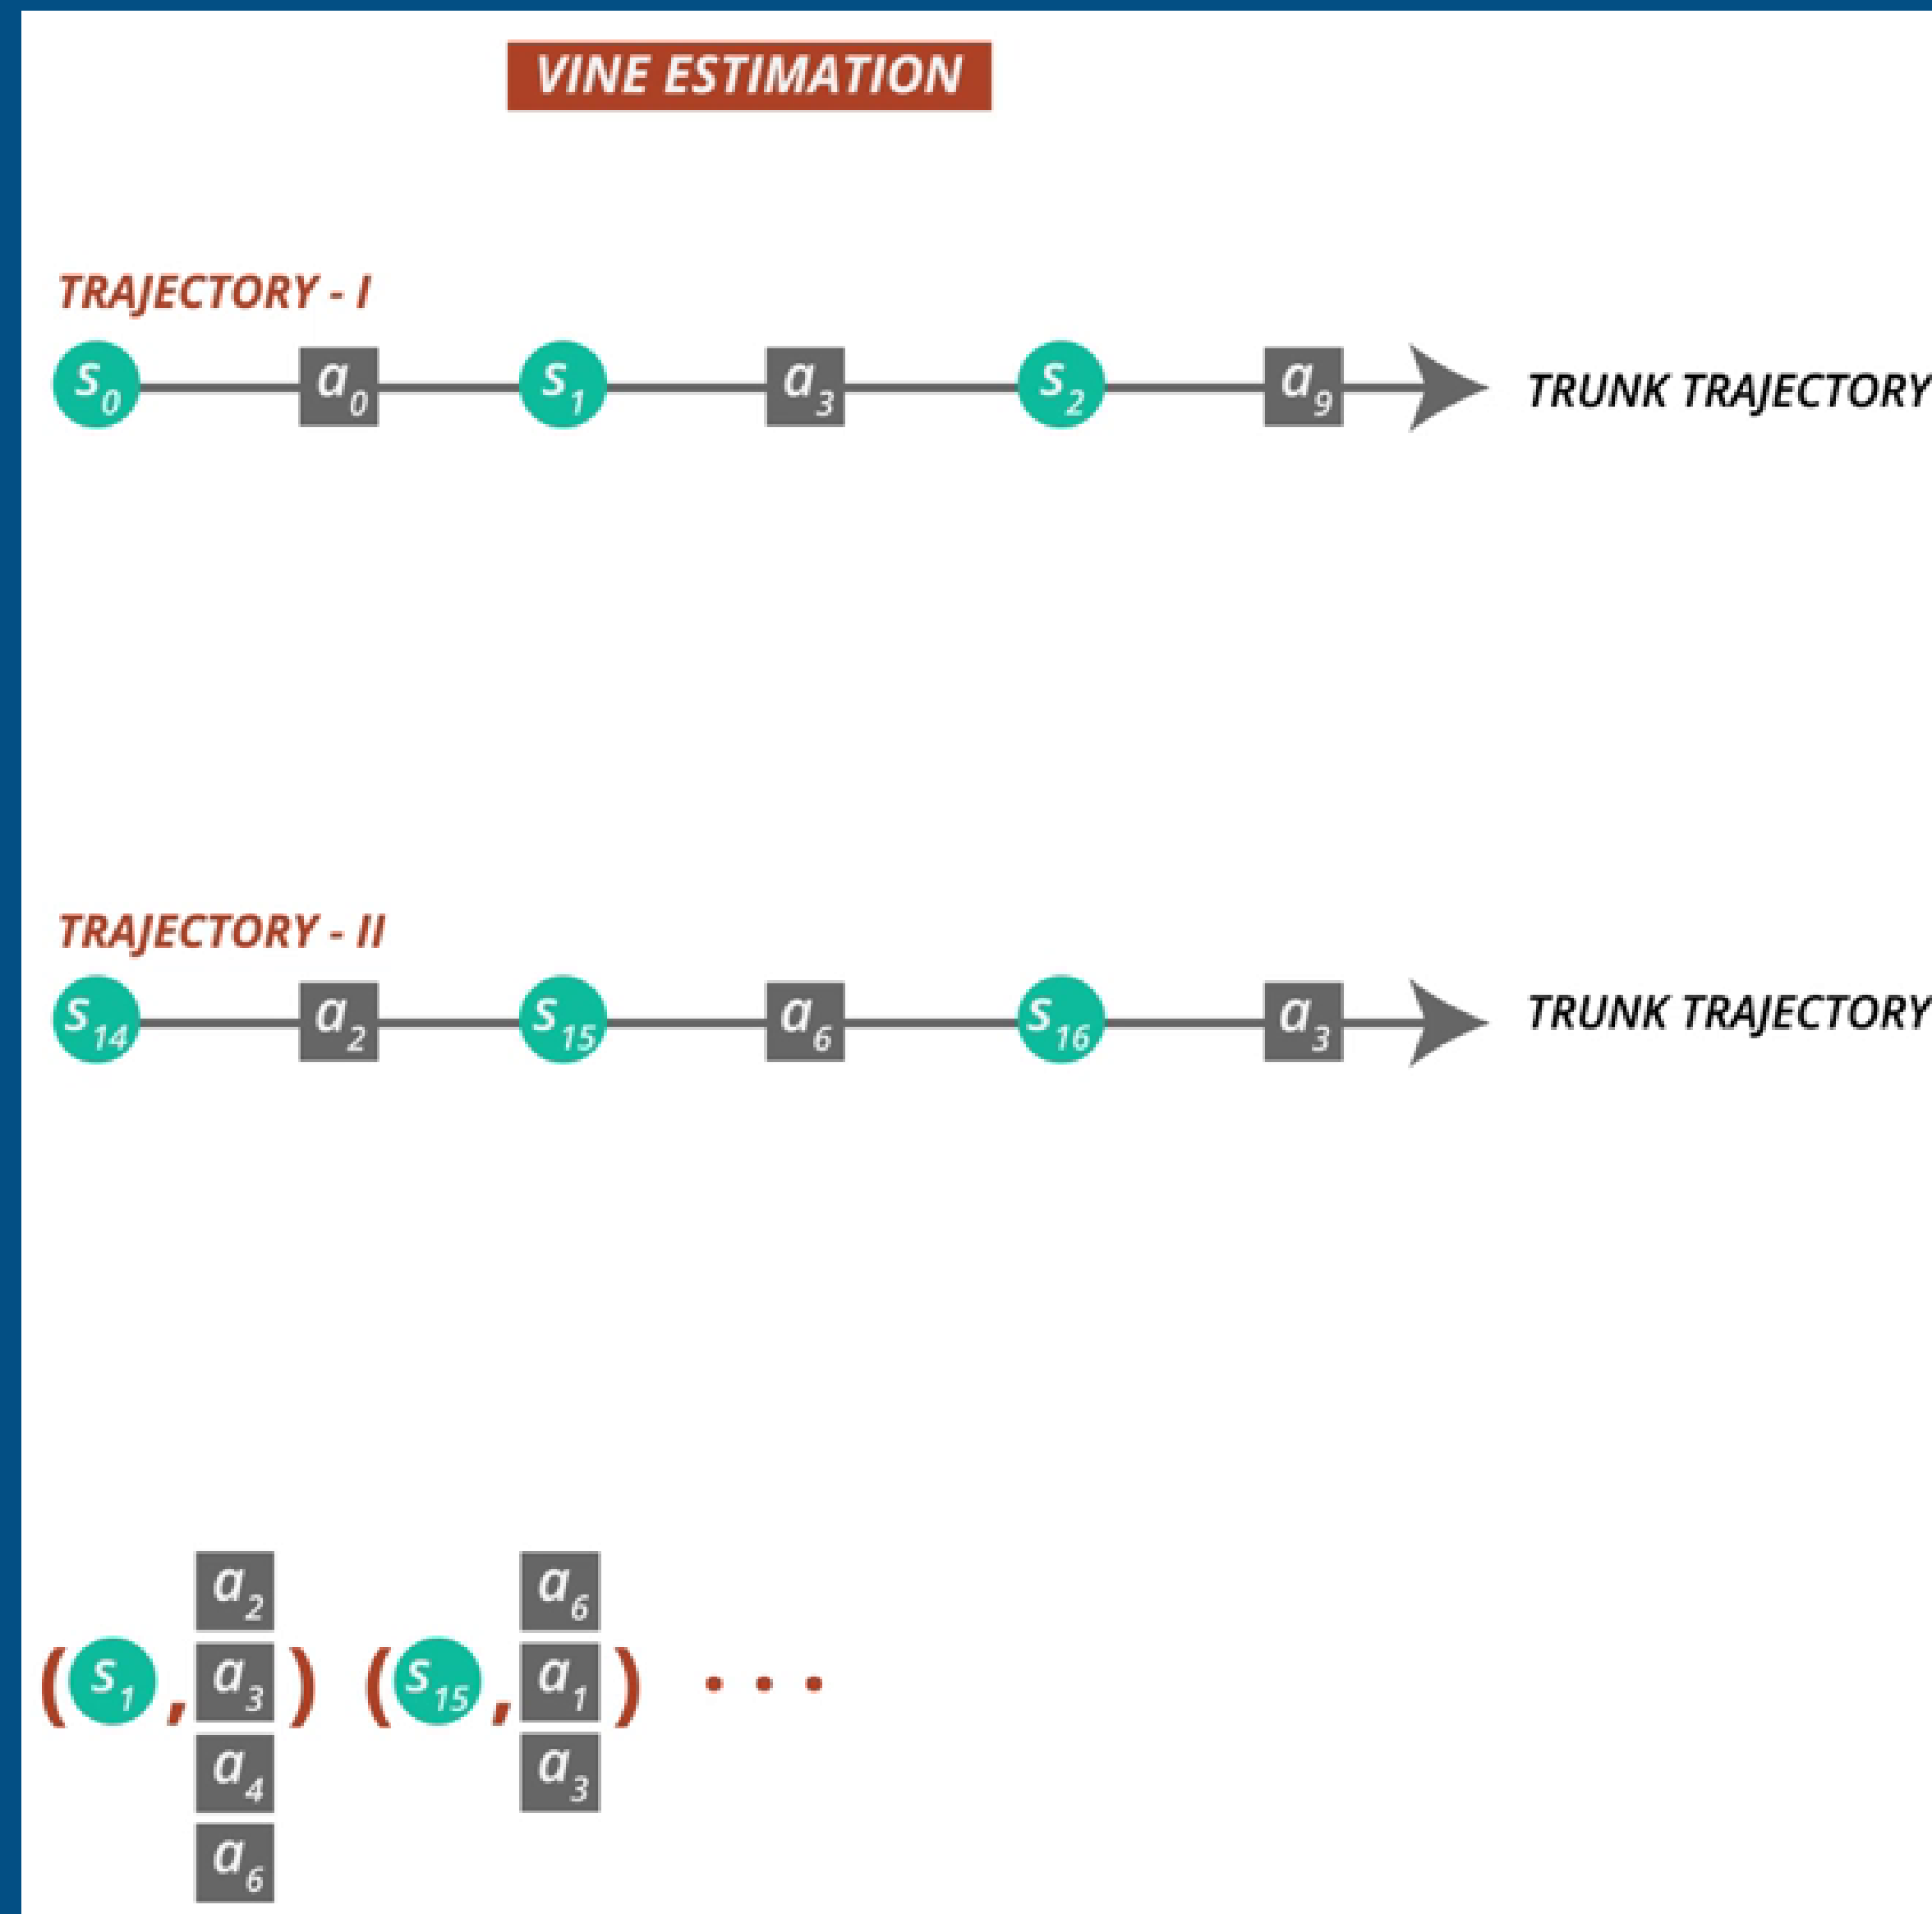 VINE ESTIMATION
TRAJECTORY - I
s0 a0 s1 a3 s2 a9 TRUNK TRAJECTORY
TRAJECTORY - II
s14 a2 s15 a6 s16 a3 TRUNK TRAJECTORY
a2 a6
(s1, a3) (s15, a1) ...
a4 a3
a6